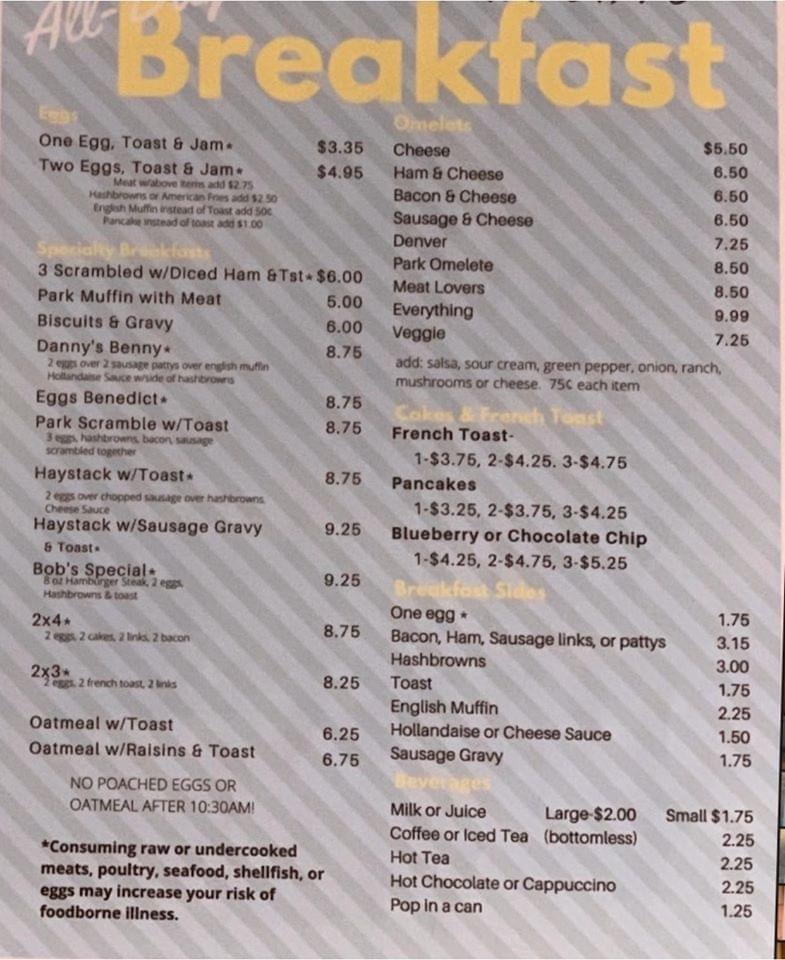 All-Day
Breakfast
Eggs
One Egg, Toast & Jam* $3.35
Two Eggs, Toast & Jam* $4.95
Meat w/above items add $2.75
Hashbrowns or American Fries add $2.50
English Muffin instead of Toast add 50¢
Pancake instead of toast add $1.00
Specialty Breakfasts
3 Scrambled w/Diced Ham &Tst* $6.00
Park Muffin with Meat 5.00
Biscuits & Gravy 6.00
Danny's Benny* 8.75
2 eggs over 2 sausage pattys over english muffin
Hollandaise Sauce w/side of hashbrowns
Eggs Benedict* 8.75
Park Scramble w/Toast 8.75
3 eggs, hashbrowns, bacon, sausage
scrambled together
Haystack w/Toast* 8.75
2 eggs over chopped sausage over hashbrowns
Cheese Sauce
Haystack w/Sausage Gravy 9.25
& Toast*
Bob's Special* 9.25
8 oz Hamburger Steak, 2 eggs,
Hashbrowns & toast
2x4* 8.75
2 eggs, 2 cakes, 2 links, 2 bacon
2x3* 8.25
2 eggs, 2 french toast, 2 links
Oatmeal w/Toast 6.25
Oatmeal w/Raisins & Toast 6.75
NO POACHED EGGS OR
OATMEAL AFTER 10:30AM!
*Consuming raw or undercooked
meats, poultry, seafood, shellfish, or
eggs may increase your risk of
foodborne illness.
Omelets
Cheese $5.50
Ham & Cheese 6.50
Bacon & Cheese 6.50
Sausage & Cheese 6.50
Denver 7.25
Park Omelete 8.50
Meat Lovers 8.50
Everything 9.99
Veggie 7.25
add: salsa, sour cream, green pepper, onion, ranch,
mushrooms or cheese. 75¢ each item
Cakes & French Toast
French Toast-
1-$3.75, 2-$4.25. 3-$4.75
Pancakes
1-$3.25, 2-$3.75, 3-$4.25
Blueberry or Chocolate Chip
1-$4.25, 2-$4.75, 3-$5.25
Breakfast Sides
One egg * 1.75
Bacon, Ham, Sausage links, or pattys 3.15
Hashbrowns 3.00
Toast 1.75
English Muffin 2.25
Hollandaise or Cheese Sauce 1.50
Sausage Gravy 1.75
Beverages
Milk or Juice Large-$2.00 Small $1.75
Coffee or Iced Tea (bottomless) 2.25
Hot Tea 2.25
Hot Chocolate or Cappuccino 2.25
Pop in a can 1.25